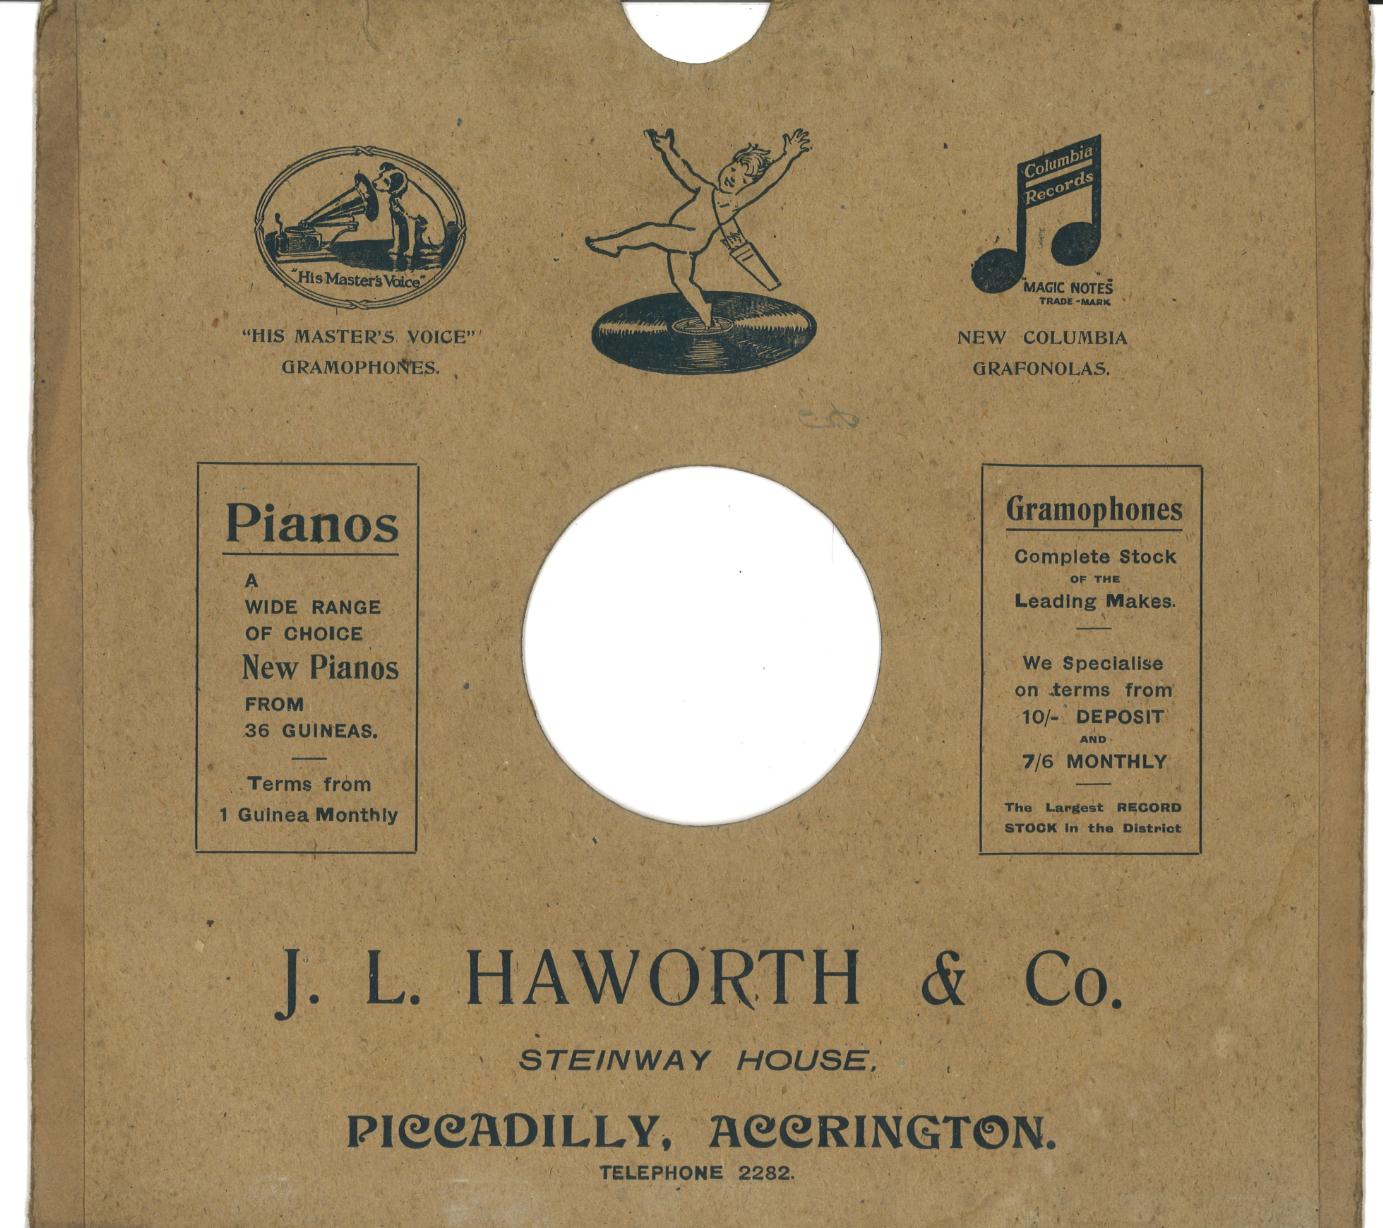 "His Master's Voice"
"HIS MASTER'S VOICE"
GRAMOPHONES.
Columbia
Records
"MAGIC NOTES"
TRADE-MARK
NEW COLUMBIA
GRAFONOLAS.
Pianos
A
WIDE RANGE
OF CHOICE
New Pianos
FROM
36 GUINEAS.
Terms from
1 Guinea Monthly
Gramophones
Complete Stock
OF THE
Leading Makes.
We Specialise
on terms from
10/- DEPOSIT
AND
7/6 MONTHLY
The Largest RECORD
STOCK in the District
J. L. HAWORTH & Co.
STEINWAY HOUSE,
PICCADILLY, ACCRINGTON.
TELEPHONE 2282.